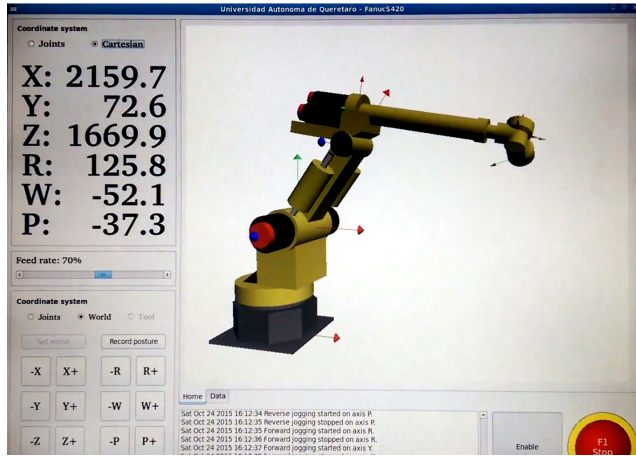 Universidad Autonoma de Queretaro - Fanuc5420
Coordinate system
Joints Cartesian
X: 2159.7
Y: 72.6
Z: 1669.9
R: 125.8
W: -52.1
P: -37.3
Feed rate: 70%
Coordinate system
Joints World Tool
Set Home Record posture
-X X+ -R R+
-Y Y+ -W W+
-Z Z+ -P P+
Home Data
Sat Oct 24 2015 16:12:34 Reverse jogging started on axis P.
Sat Oct 24 2015 16:12:35 Reverse jogging stopped on axis P.
Sat Oct 24 2015 16:12:35 Forward jogging started on axis R.
Sat Oct 24 2015 16:12:36 Forward jogging stopped on axis R.
Sat Oct 24 2015 16:12:37 Forward jogging started on axis Y.
Enable
F1
Stop